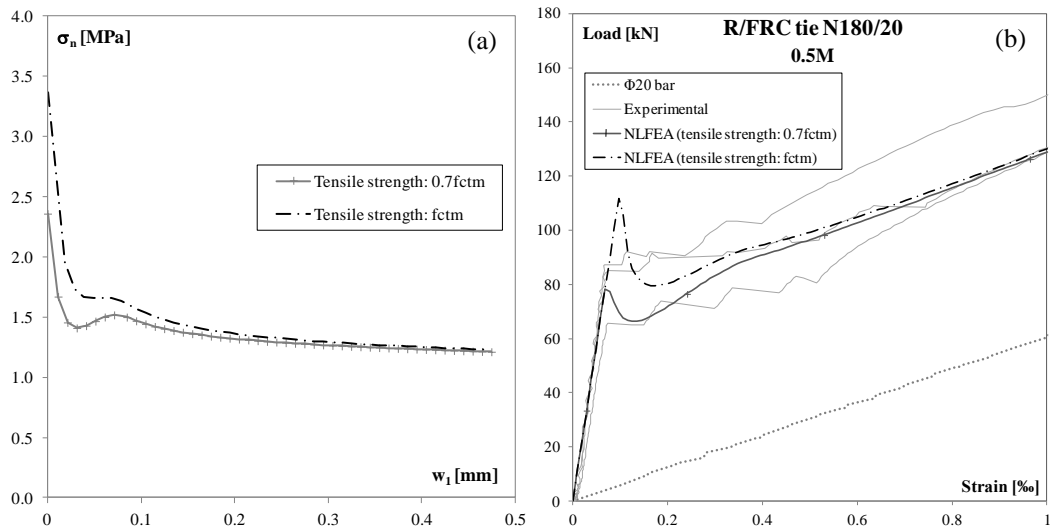 σn [MPa]
(a)
4.0
3.5
3.0
2.5
2.0
1.5
1.0
0.5
0.0
Tensile strength: 0.7fctm
Tensile strength: fctm
w1 [mm]
0
0.1
0.2
0.3
0.4
0.5
Load [kN]
R/FRC tie N180/20
0.5M
(b)
180
160
140
120
100
80
60
40
20
0
Φ20 bar
Experimental
NLFEA (tensile strength: 0.7fctm)
NLFEA (tensile strength: fctm)
Strain [‰]
0
0.2
0.4
0.6
0.8
1